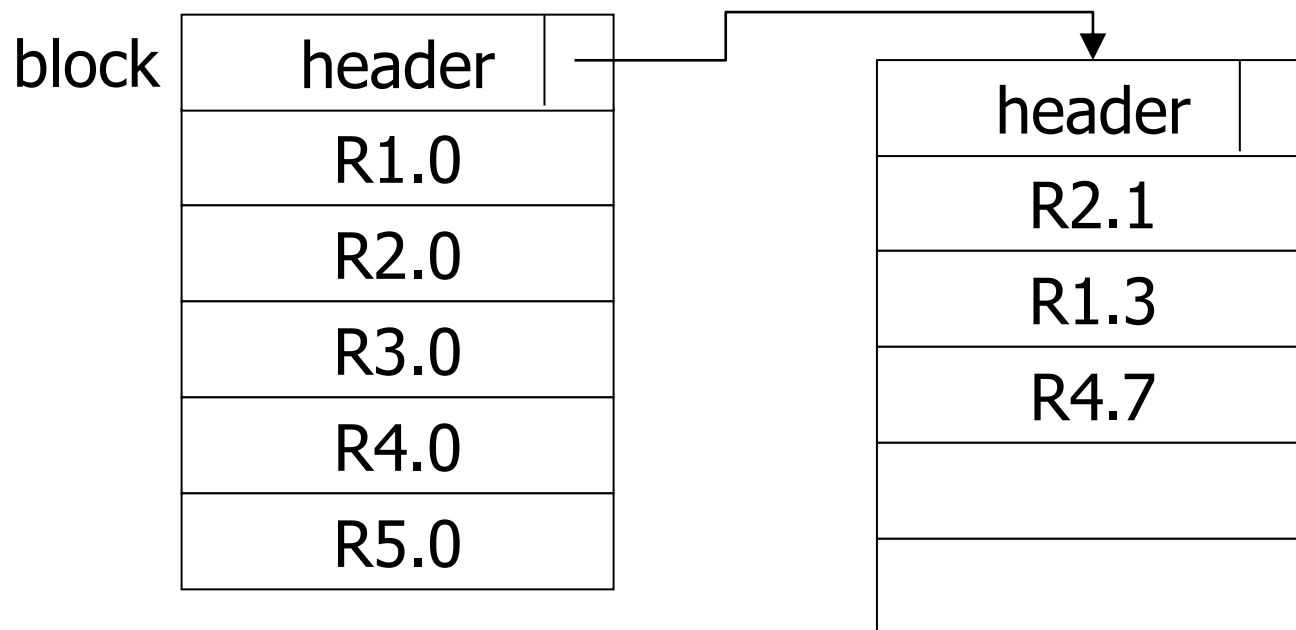 block
header
R1.0
R2.0
R3.0
R4.0
R5.0
header
R2.1
R1.3
R4.7